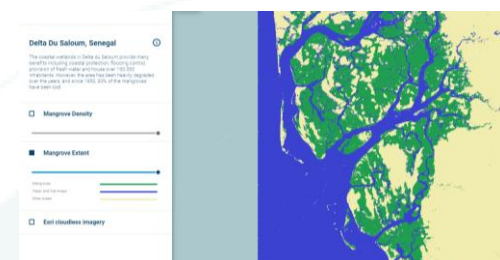 Delta Du Saloum, Senegal
The coastal wetlands in Delta du Saloum provide many
benefits including coastal protection, flooding control,
provision of fresh water and house over 100,000
inhabitants. However, the area has been heavily degraded
over the years, and since 1950, 30% of the mangroves
have been lost
Mangrove Density
Mangrove Extent
Mangroves
Esri cloudless imagery